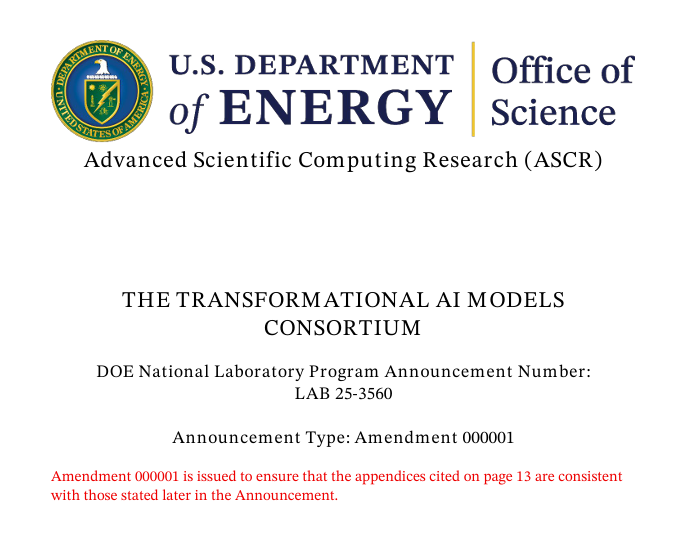 DEPARTMENT OF ENERGY
UNITED STATES OF AMERICA
U.S. DEPARTMENT
of ENERGY
Office of
Science
Advanced Scientific Computing Research (ASCR)
THE TRANSFORMATIONAL AI MODELS
CONSORTIUM
DOE National Laboratory Program Announcement Number:
LAB 25-3560
Announcement Type: Amendment 000001
Amendment 000001 is issued to ensure that the appendices cited on page 13 are consistent
with those stated later in the Announcement.